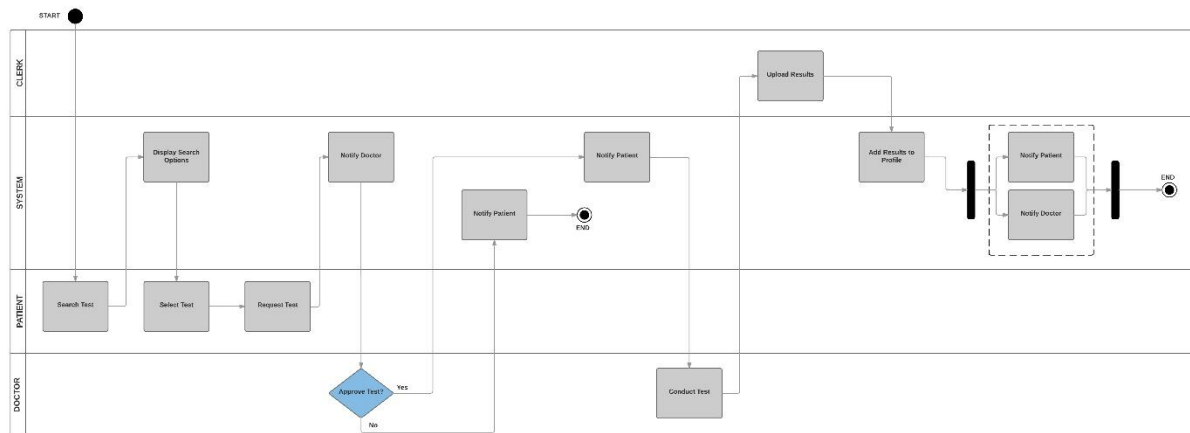 START
CLERK
Upload Results
SYSTEM
Display Search
Options
Notify Doctor
Notify Patient
Add Results to
Profile
Notify Patient
END
Notify Patient
END
Notify Doctor
PATIENT
Search Test
Select Test
Request Test
DOCTOR
Approve Test?
Yes
No
Conduct Test